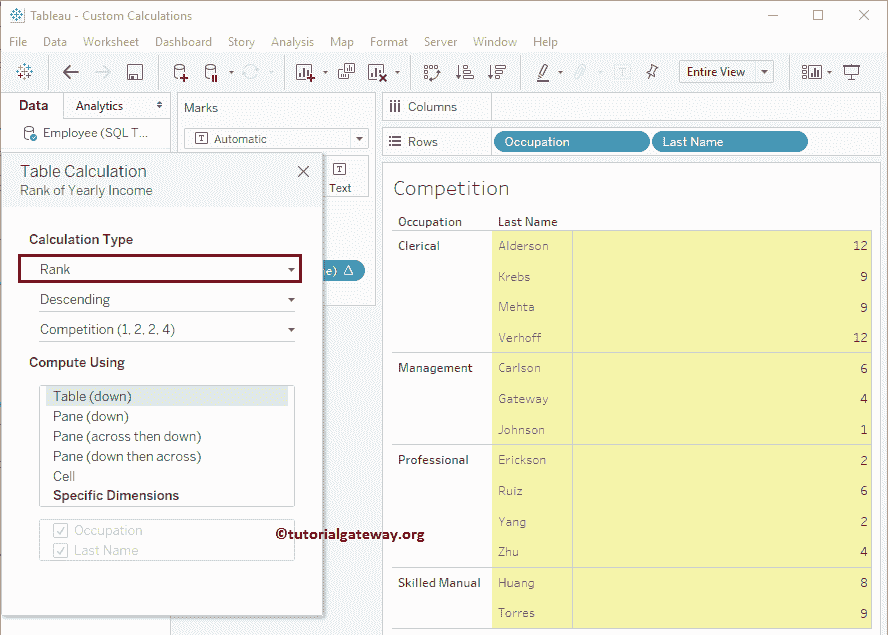 Tableau - Custom Calculations
File Data Worksheet Dashboard Story Analysis Map Format Server Window Help
Entire View
Data Analytics
Employee (SQL T...
Marks
Automatic
Text
e) Δ
Columns
Rows Occupation Last Name
Table Calculation
Rank of Yearly Income
Calculation Type
Rank
Descending
Competition (1, 2, 2, 4)
Compute Using
Table (down)
Pane (down)
Pane (across then down)
Pane (down then across)
Cell
Specific Dimensions
Occupation
Last Name
©tutorialgateway.org
Competition
Occupation Last Name
Clerical Alderson 12
Krebs 9
Mehta 9
Verhoff 12
Management Carlson 6
Gateway 4
Johnson 1
Professional Erickson 2
Ruiz 6
Yang 2
Zhu 4
Skilled Manual Huang 8
Torres 9